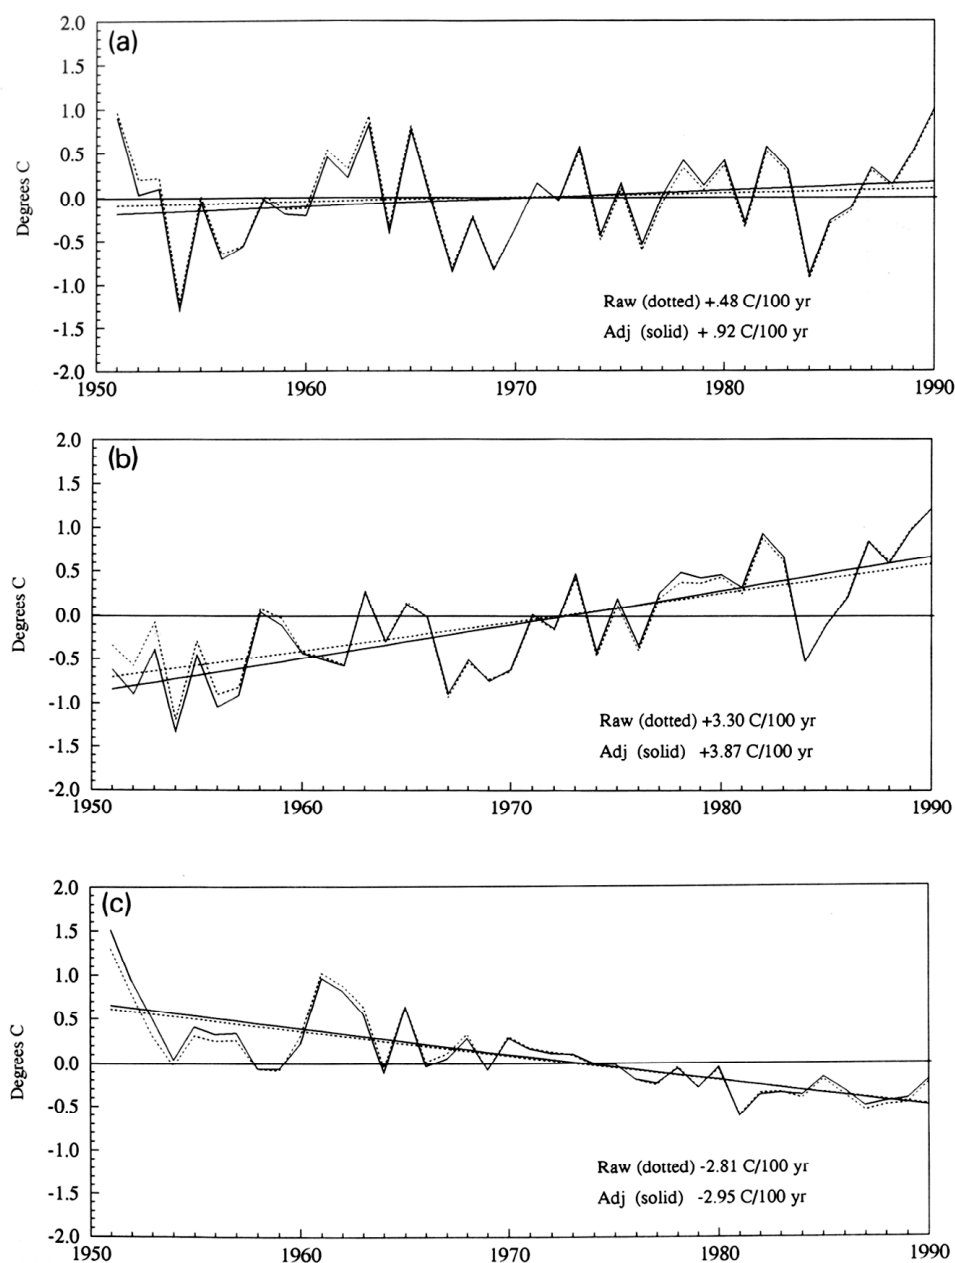 (a)
2.0
1.5
1.0
0.5
0.0
-0.5
-1.0
-1.5
-2.0
Degrees C
Raw (dotted) +.48 C/100 yr
Adj (solid) + .92 C/100 yr
1950 1960 1970 1980 1990
(b)
2.0
1.5
1.0
0.5
0.0
-0.5
-1.0
-1.5
-2.0
Degrees C
Raw (dotted) +3.30 C/100 yr
Adj (solid) +3.87 C/100 yr
1950 1960 1970 1980 1990
(c)
2.0
1.5
1.0
0.5
0.0
-0.5
-1.0
-1.5
-2.0
Degrees C
Raw (dotted) -2.81 C/100 yr
Adj (solid) -2.95 C/100 yr
1950 1960 1970 1980 1990